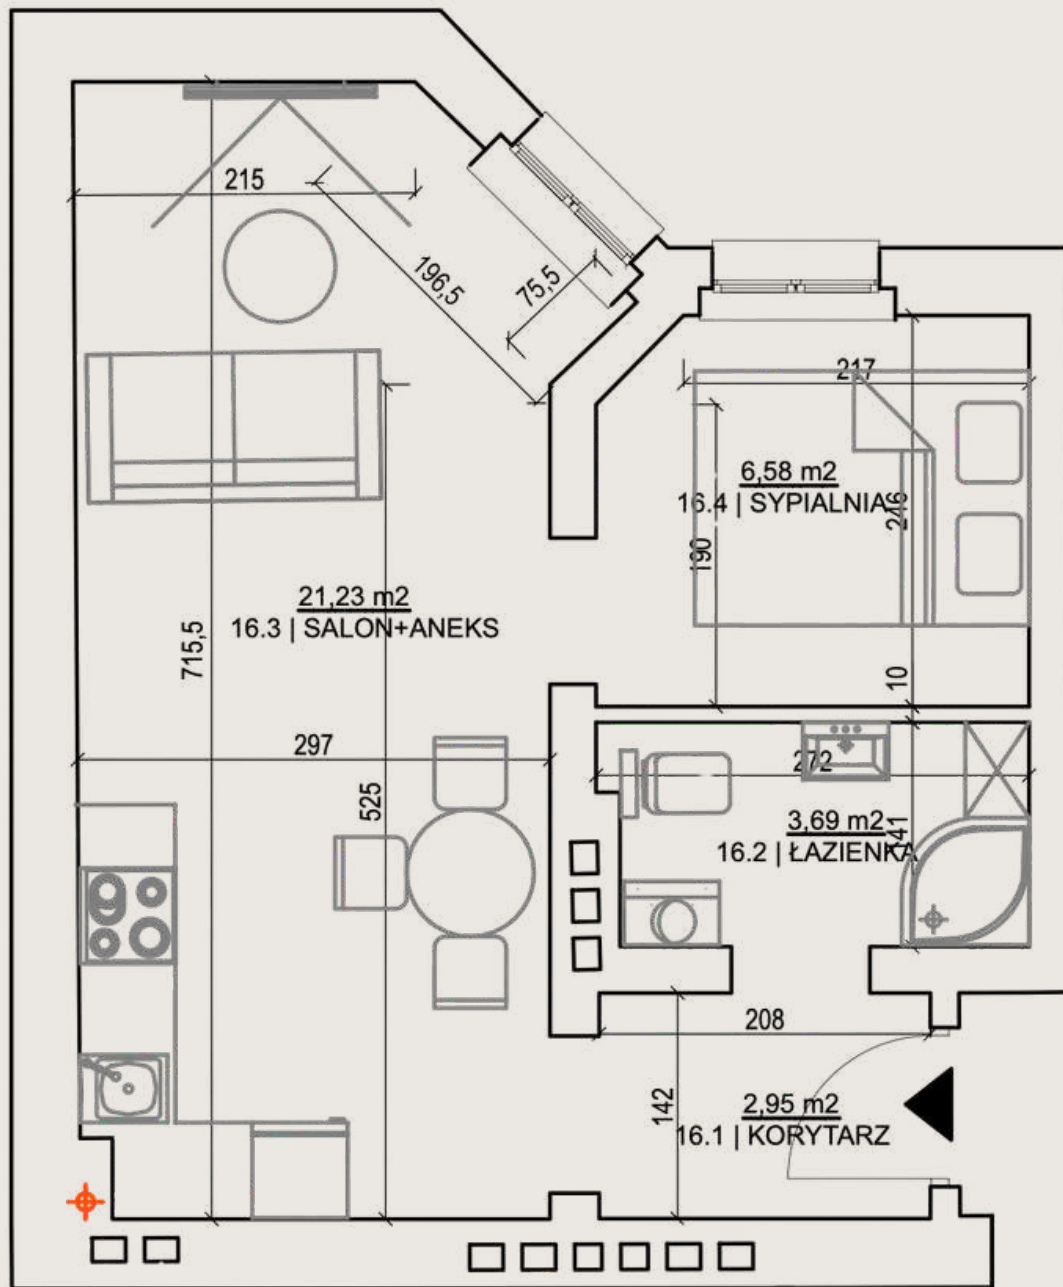 215
196,5
75,5
217
6,58 m2
16.4 | SYPIALNIA
246
190
21,23 m2
16.3 | SALON+ANEKS
715,5
10
297
272
525
3,69 m2
16.2 | ŁAZIENKA
141
208
142
2,95 m2
16.1 | KORYTARZ